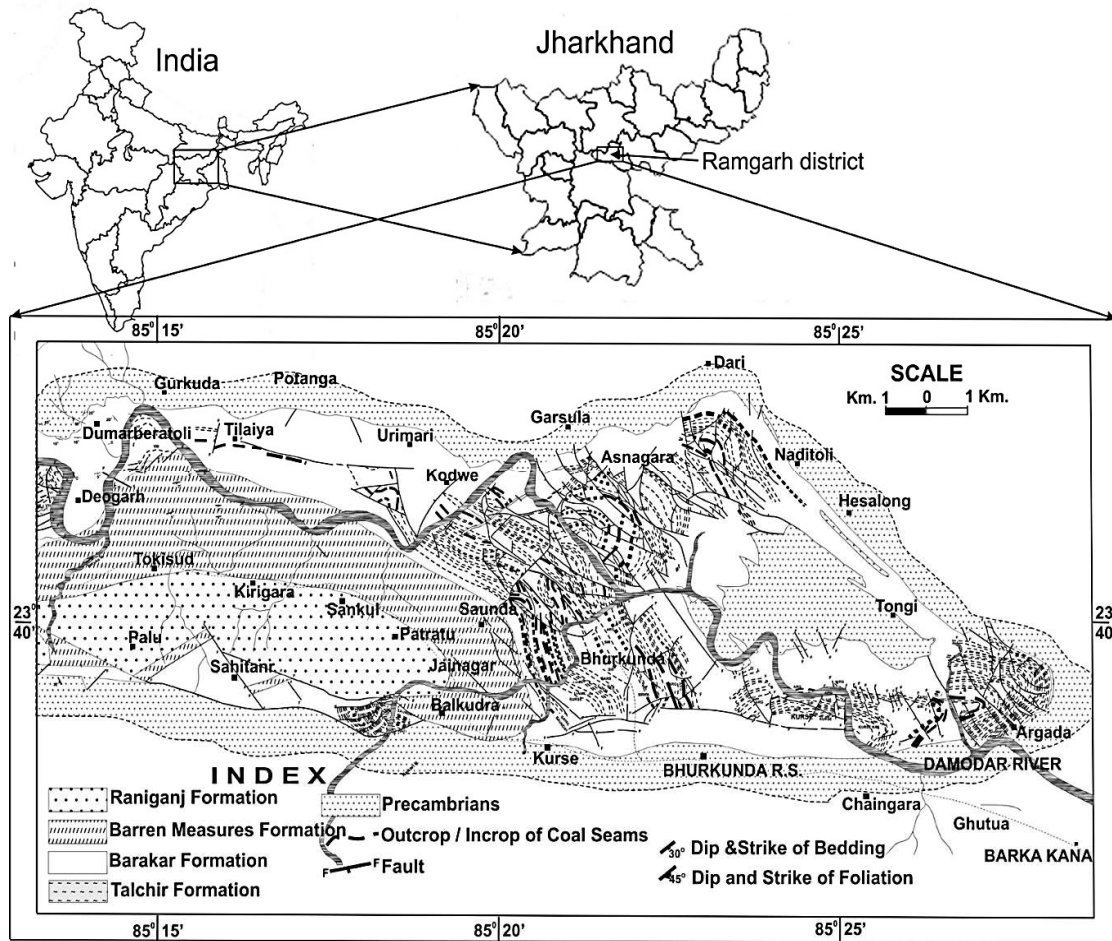 India
Jharkhand
Ramgarh district
85° 15'
85° 20'
85° 25'
Dari
SCALE
Km. 1 0 1 Km.
Gurkuda
Potanga
Garsula
Dumarberatoli
Tilaiya
Urimari
Asnagara
Naditoli
Kodwe
Deogarh
Hesalong
Tokisud
Kirigara
Sankul
Saunda
Tongi
23° 40'
23° 40'
Palu
Patratu
Sahitanr
Jainagar
Bhurkunda
Balkudra
KURSE
Argada
Kurse
BHURKUNDA R.S.
DAMODAR RIVER
Chaingara
Ghutua
BARKA KANA
INDEX
Raniganj Formation
Barren Measures Formation
Barakar Formation
Talchir Formation
Precambrians
Outcrop / Incrop of Coal Seams
F F Fault
30° Dip &Strike of Bedding
45° Dip and Strike of Foliation
85° 15'
85° 20'
85° 25'